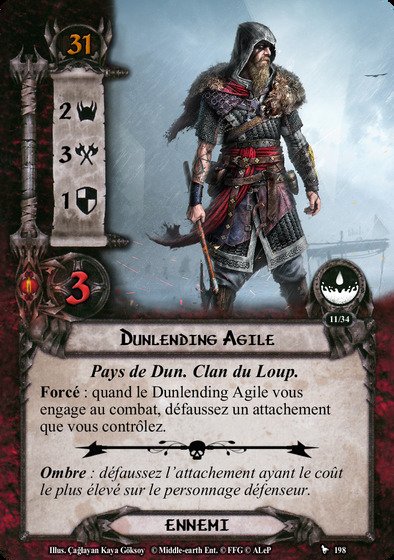 31
2
3
1
3
11/34
Dunlending Agile
Pays de Dun. Clan du Loup.
Forcé : quand le Dunlending Agile vous
engage au combat, défaussez un attachement
que vous contrôlez.
Ombre : défaussez l'attachement ayant le coût
le plus élevé sur le personnage défenseur.
ENNEMI
Illus. Çağlayan Kaya Göksoy © Middle-earth Ent. © FFG © ALeP 198